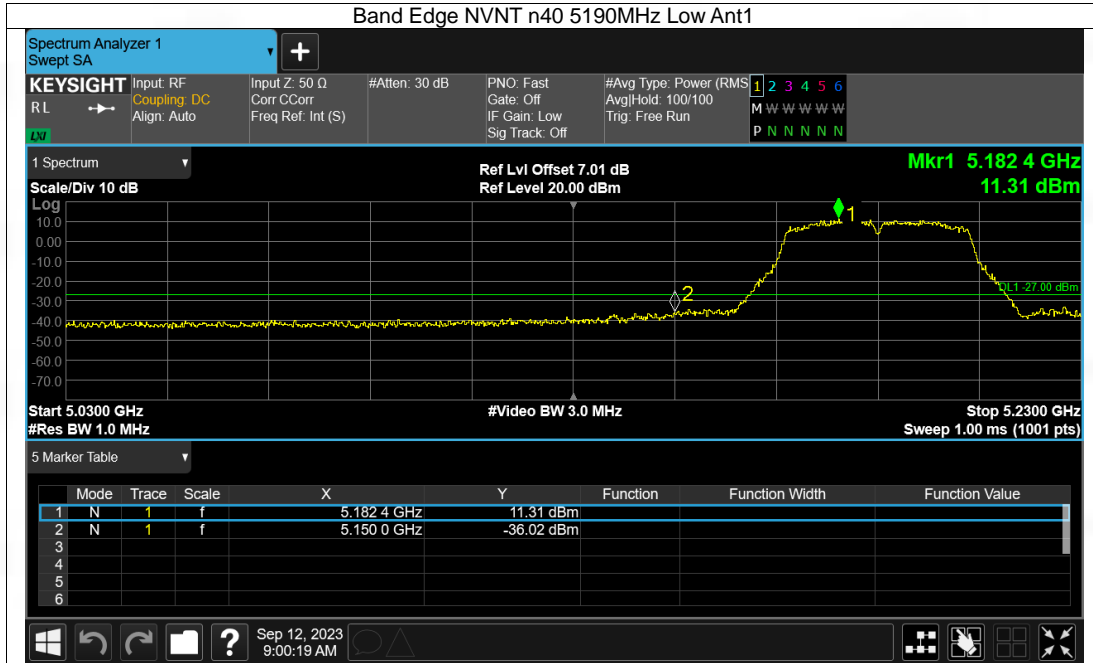 Band Edge NVNT n40 5190MHz Low Ant1
Spectrum Analyzer 1
Swept SA
+
KEYSIGHT
R L
LXI
Input: RF
Coupling: DC
Align: Auto
Input Z: 50 Ω
Corr CCorr
Freq Ref: Int (S)
#Atten: 30 dB
PNO: Fast
Gate: Off
IF Gain: Low
Sig Track: Off
#Avg Type: Power (RMS
Avg|Hold: 100/100
Trig: Free Run
1 2 3 4 5 6
M W W W W W
P N N N N N
1 Spectrum
Scale/Div 10 dB
Ref Lvl Offset 7.01 dB
Ref Level 20.00 dBm
Mkr1 5.182 4 GHz
11.31 dBm
Log
10.0
0.00
-10.0
-20.0
-30.0
-40.0
-50.0
-60.0
-70.0
1
2
DL1 -27.00 dBm
Start 5.0300 GHz
#Video BW 3.0 MHz
Stop 5.2300 GHz
#Res BW 1.0 MHz
Sweep 1.00 ms (1001 pts)
5 Marker Table
Mode Trace Scale X Y Function Function Width Function Value
1 N 1 f 5.182 4 GHz 11.31 dBm
2 N 1 f 5.150 0 GHz -36.02 dBm
3
4
5
6
?
Sep 12, 2023
9:00:19 AM